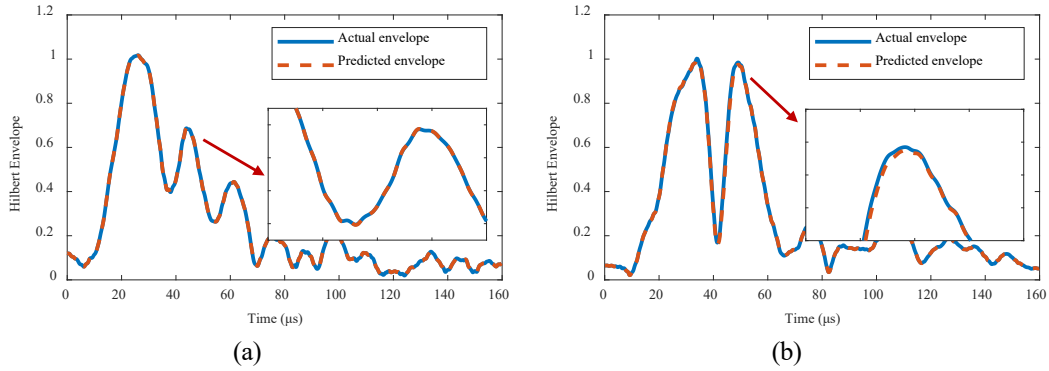 1.2
1
0.8
0.6
0.4
0.2
0
Hilbert Envelope
Actual envelope
Predicted envelope
0 20 40 60 80 100 120 140 160
Time (µs)
(a)
1.2
1
0.8
0.6
0.4
0.2
0
Hilbert Envelope
Actual envelope
Predicted envelope
0 20 40 60 80 100 120 140 160
Time (µs)
(b)